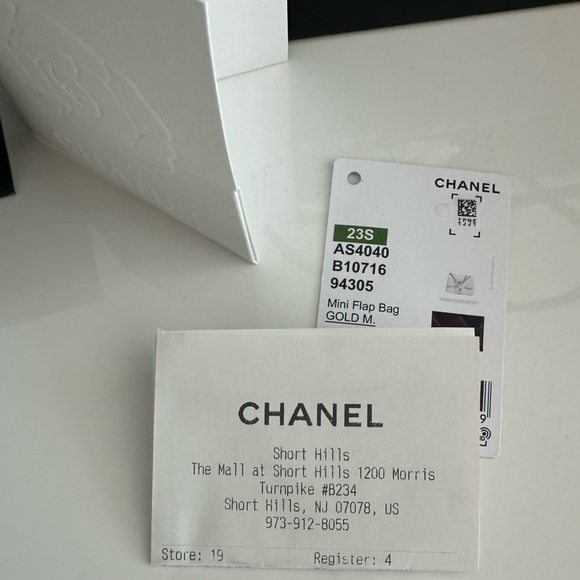 CHANEL
23S
AS4040
B10716
94305
Mini Flap Bag
GOLD M.
9
CHANEL
Short Hills
The Mall at Short Hills 1200 Morris
Turnpike #B234
Short Hills, NJ 07078, US
973-912-8055
Store: 19 Register: 4